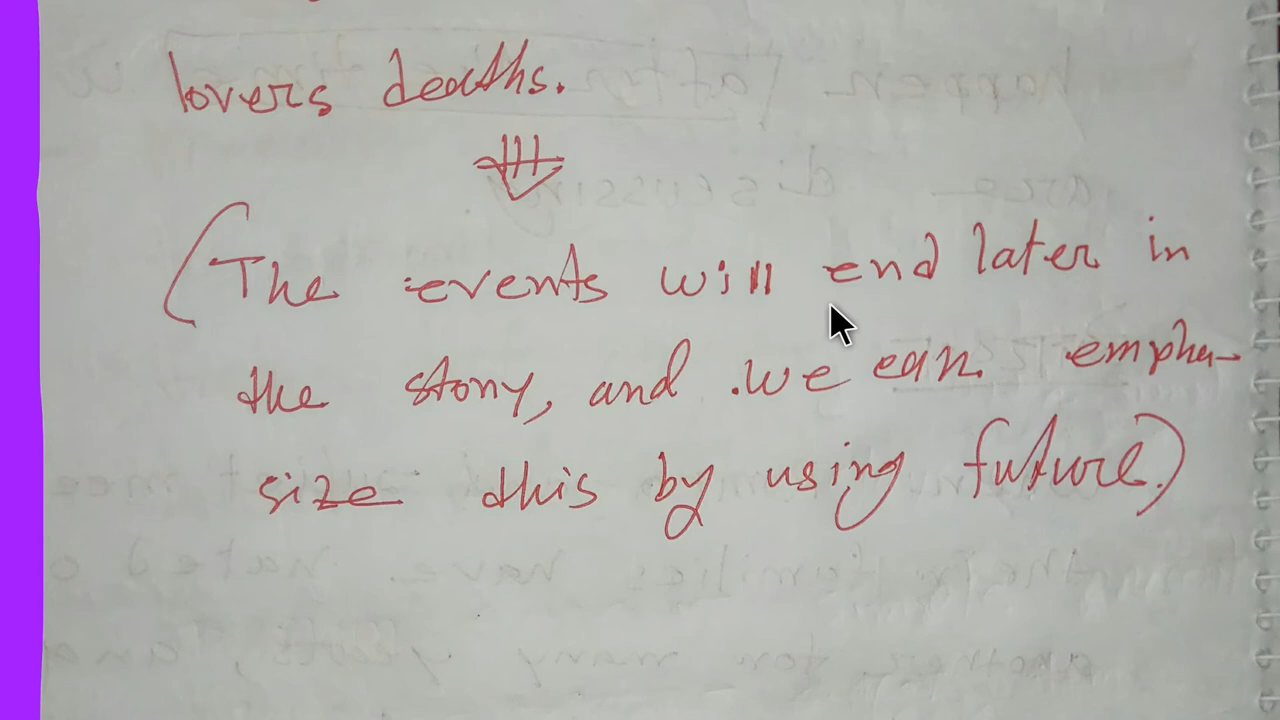 lovers deaths.
(The events will end later in
the story, and we can empha-
size this by using future.)